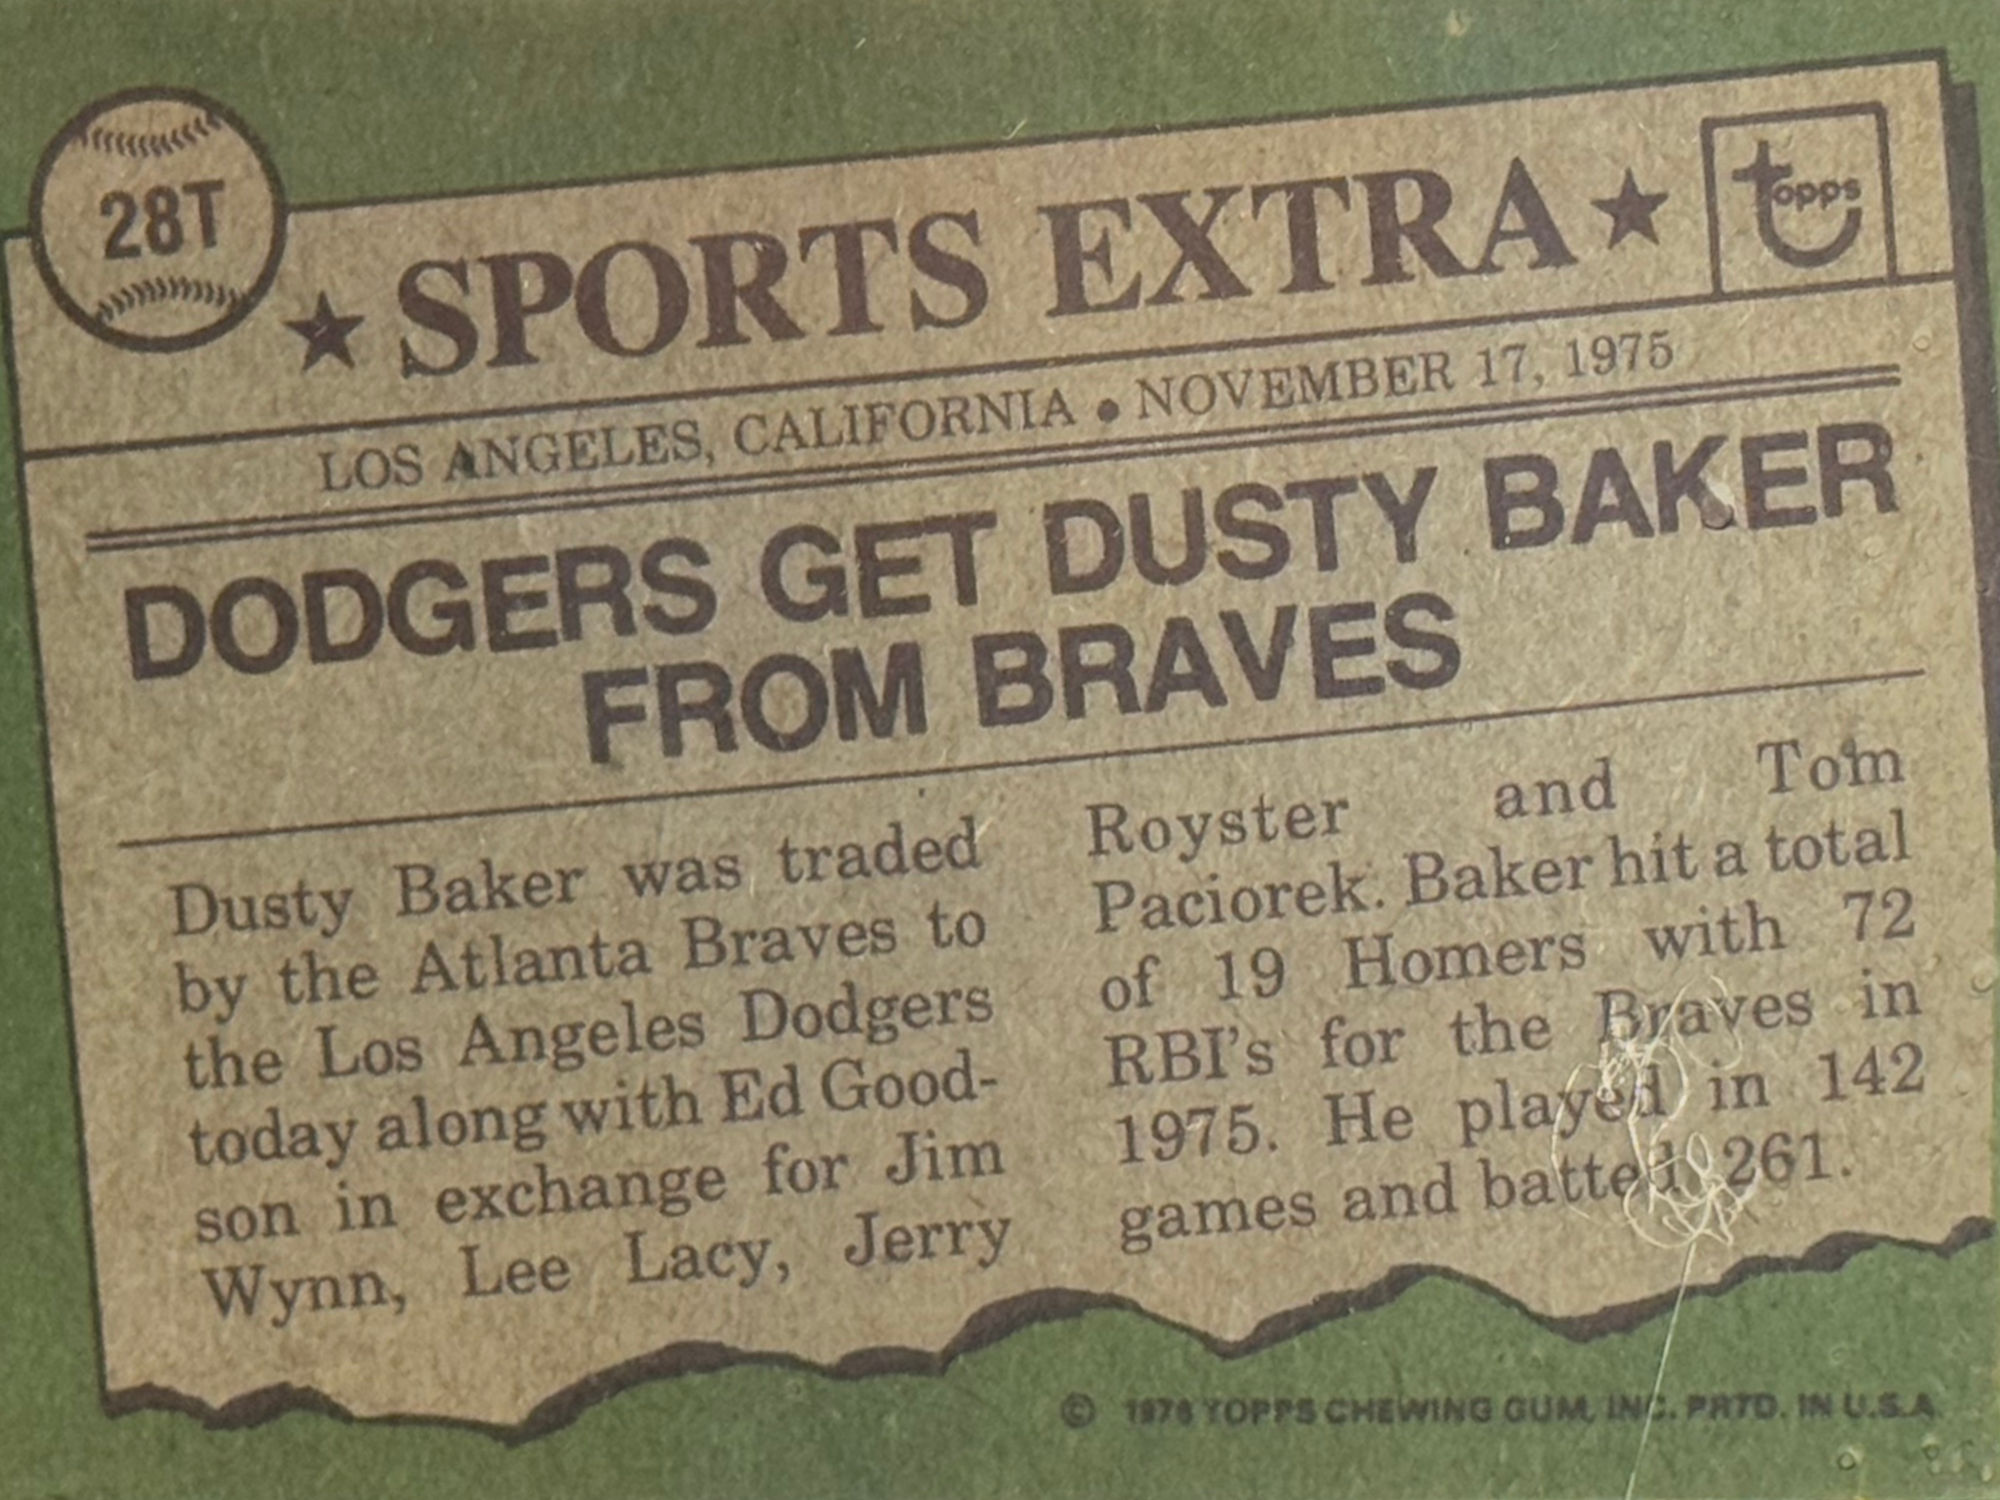 28T
★ SPORTS EXTRA ★
topps
LOS ANGELES, CALIFORNIA • NOVEMBER 17, 1975
DODGERS GET DUSTY BAKER
FROM BRAVES
Dusty Baker was traded
by the Atlanta Braves to
the Los Angeles Dodgers
today along with Ed Good-
son in exchange for Jim
Wynn, Lee Lacy, Jerry
Royster and Tom
Paciorek. Baker hit a total
of 19 Homers with 72
RBI's for the Braves in
1975. He played in 142
games and batted .261.
© 1976 TOPPS CHEWING GUM, INC. PRTD. IN U.S.A.